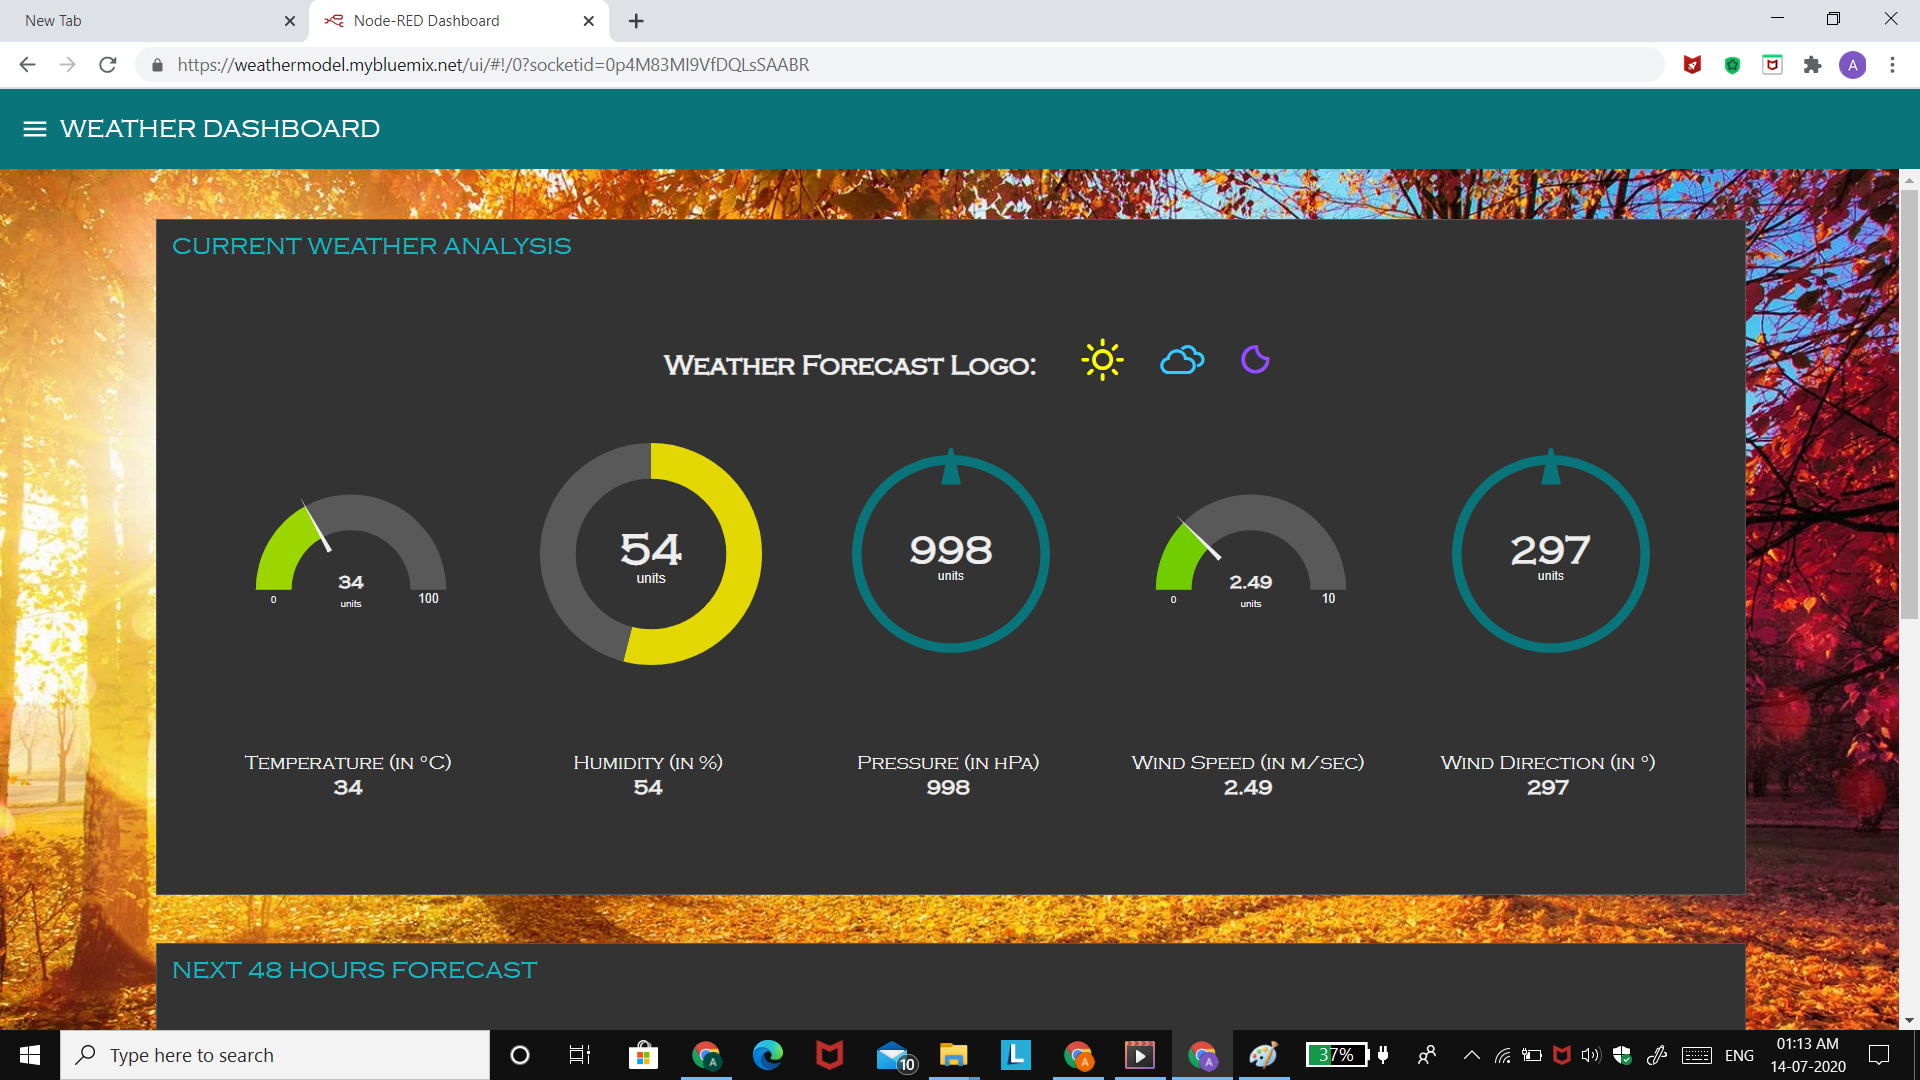 New Tab
Node-RED Dashboard
https://weathermodel.mybluemix.net/ui/#!/0?socketid=0p4M83MI9VfDQLsSAABR
A
WEATHER DASHBOARD
CURRENT WEATHER ANALYSIS
WEATHER FORECAST LOGO:
34
units
0
100
54
units
998
units
2.49
units
0
10
297
units
TEMPERATURE (IN °C)
34
HUMIDITY (IN %)
54
PRESSURE (IN HPA)
998
WIND SPEED (IN M/SEC)
2.49
WIND DIRECTION (IN °)
297
NEXT 48 HOURS FORECAST
Type here to search
A
10
L
A
A
37%
ENG
01:13 AM
14-07-2020